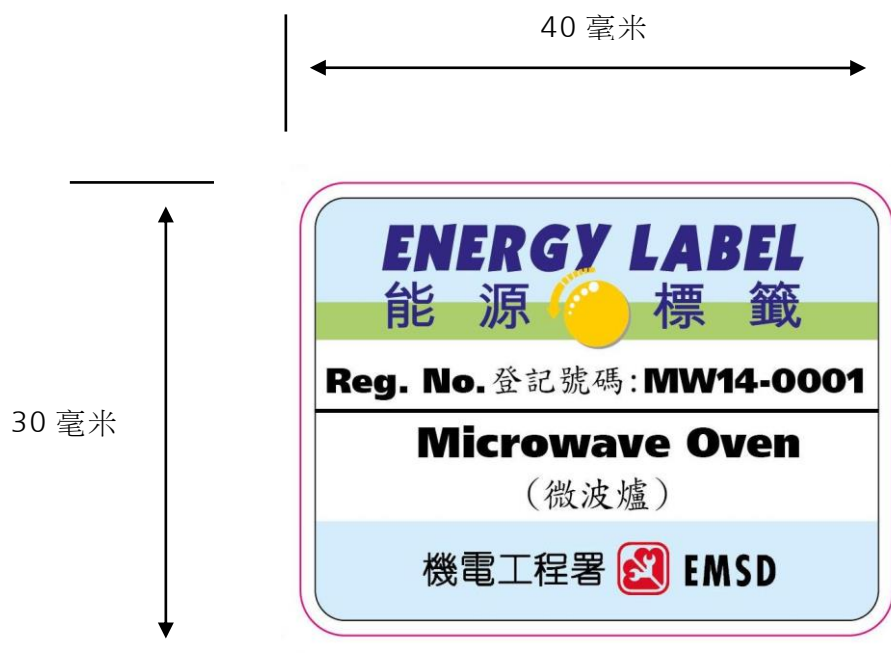 40 毫米
ENERGY LABEL
能源標籤
Reg. No.登記號碼:MW14-0001
30 毫米
Microwave Oven
(微波爐)
機電工程署 EMSD